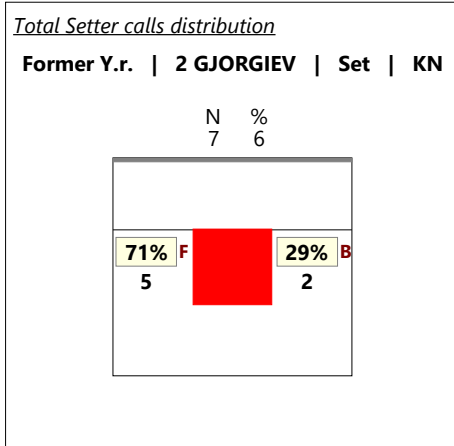 Total Setter calls distribution
Former Y.r. | 2 GJORGIEV | Set | KN
N %
7 6
71% F 29% B
5 2